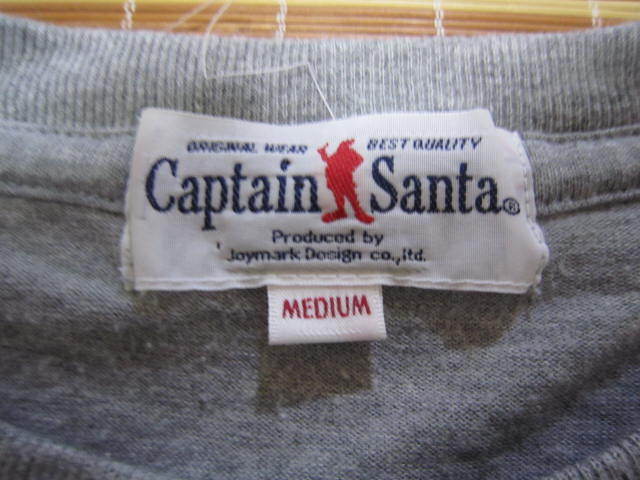 ORIGINAL WEAR BEST QUALITY
Captain Santa®
Produced by
Joymark Design co.,ltd.
MEDIUM